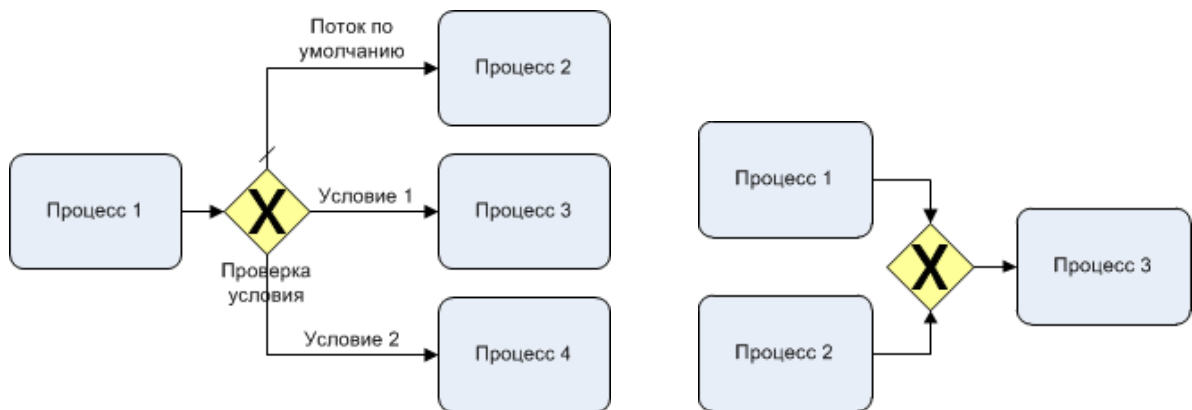 Поток по
умолчанию
Процесс 2
Процесс 1
X
Условие 1
Процесс 3
Проверка
условия
Условие 2
Процесс 4
Процесс 1
X
Процесс 3
Процесс 2